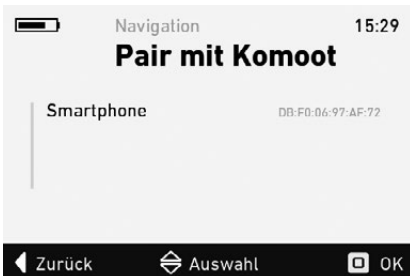 Navigation
15:29
Pair mit Komoot
Smartphone
DB:F0:06:97:AF:72
Zurück
Auswahl
OK